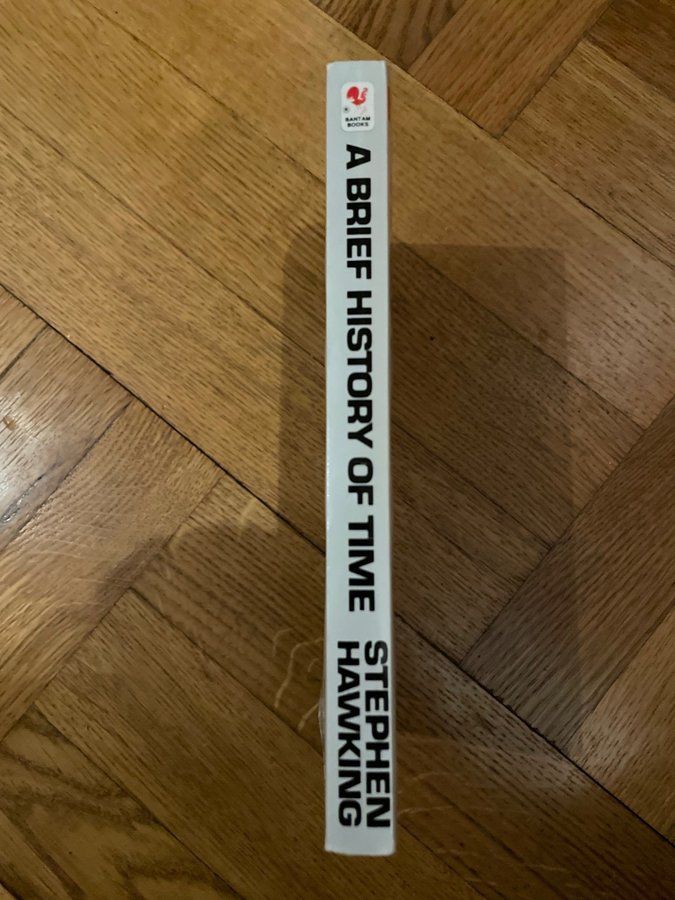 BANTAM
BOOKS
A BRIEF HISTORY OF TIME
STEPHEN
HAWKING